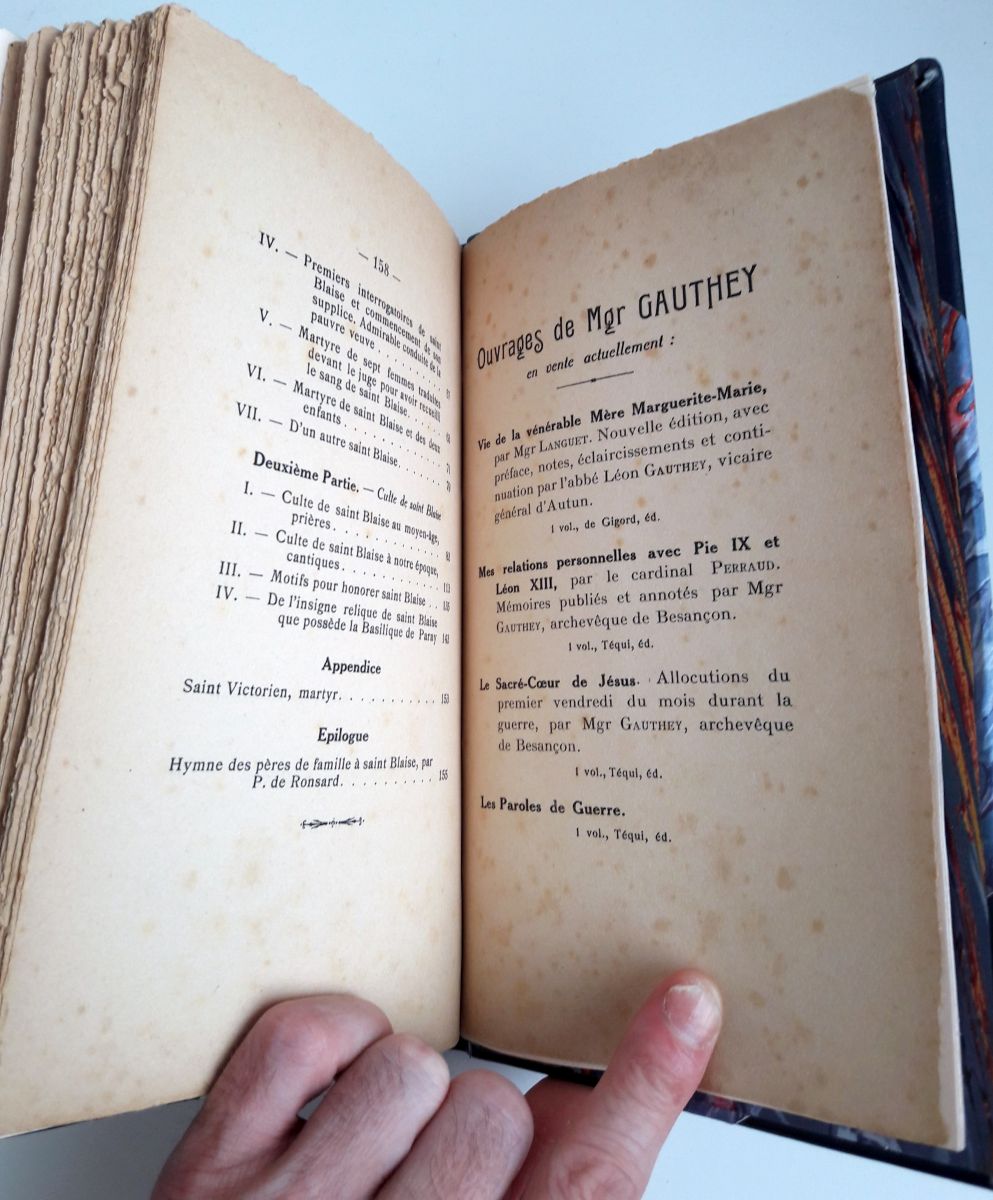 — 158 —
IV. — Premiers interrogatoires de saint
Blaise et commencement de son
supplice. Admirable conduite de la
pauvre veuve . . . . . . . . .
V. — Martyre de sept femmes traduites
devant le juge pour avoir recueilli
le sang de saint Blaise. . . . .
VI. — Martyre de saint Blaise et des deux
enfants . . . . . . . . . . .
VII. — D'un autre saint Blaise. . . . . .
Deuxième Partie. — Culte de saint Blaise
I. — Culte de saint Blaise au moyen-âge,
prières . . . . . . . . . . .
II. — Culte de saint Blaise à notre époque,
cantiques . . . . . . . . . . 113
III. — Motifs pour honorer saint Blaise . .
IV. — De l'insigne relique de saint Blaise
que possède la Basilique de Paray
Appendice
Saint Victorien, martyr. . . . . . . . . . 153
Epilogue
Hymne des pères de famille à saint Blaise, par
P. de Ronsard. . . . . . . . . . 155
Ouvrages de Mgr GAUTHEY
en vente actuellement :
Vie de la vénérable Mère Marguerite-Marie,
par Mgr LANGUET. Nouvelle édition, avec
préface, notes, éclaircissements et conti-
nuation par l'abbé Léon GAUTHEY, vicaire
général d'Autun.
1 vol., de Gigord, éd.
Mes relations personnelles avec Pie IX et
Léon XIII, par le cardinal PERRAUD.
Mémoires publiés et annotés par Mgr
GAUTHEY, archevêque de Besançon.
1 vol., Téqui, éd.
Le Sacré-Cœur de Jésus. Allocutions du
premier vendredi du mois durant la
guerre, par Mgr GAUTHEY, archevêque
de Besançon.
1 vol., Téqui, éd.
Les Paroles de Guerre.
1 vol., Téqui, éd.